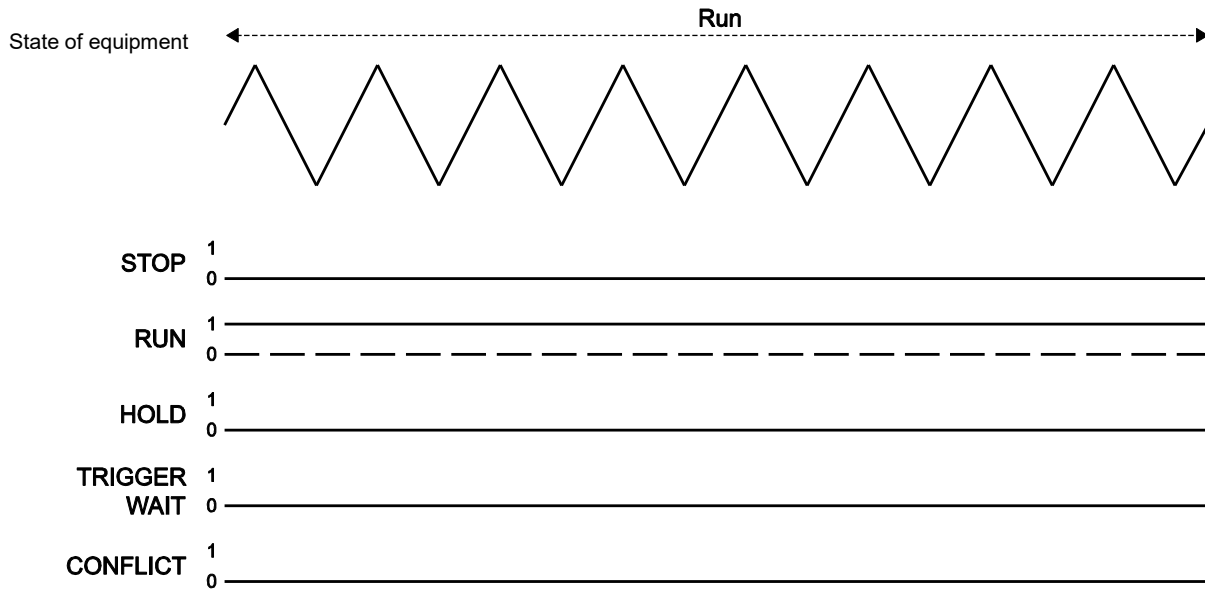 Run
State of equipment
STOP
1
0
RUN
1
0
HOLD
1
0
TRIGGER
WAIT
1
0
CONFLICT
1
0